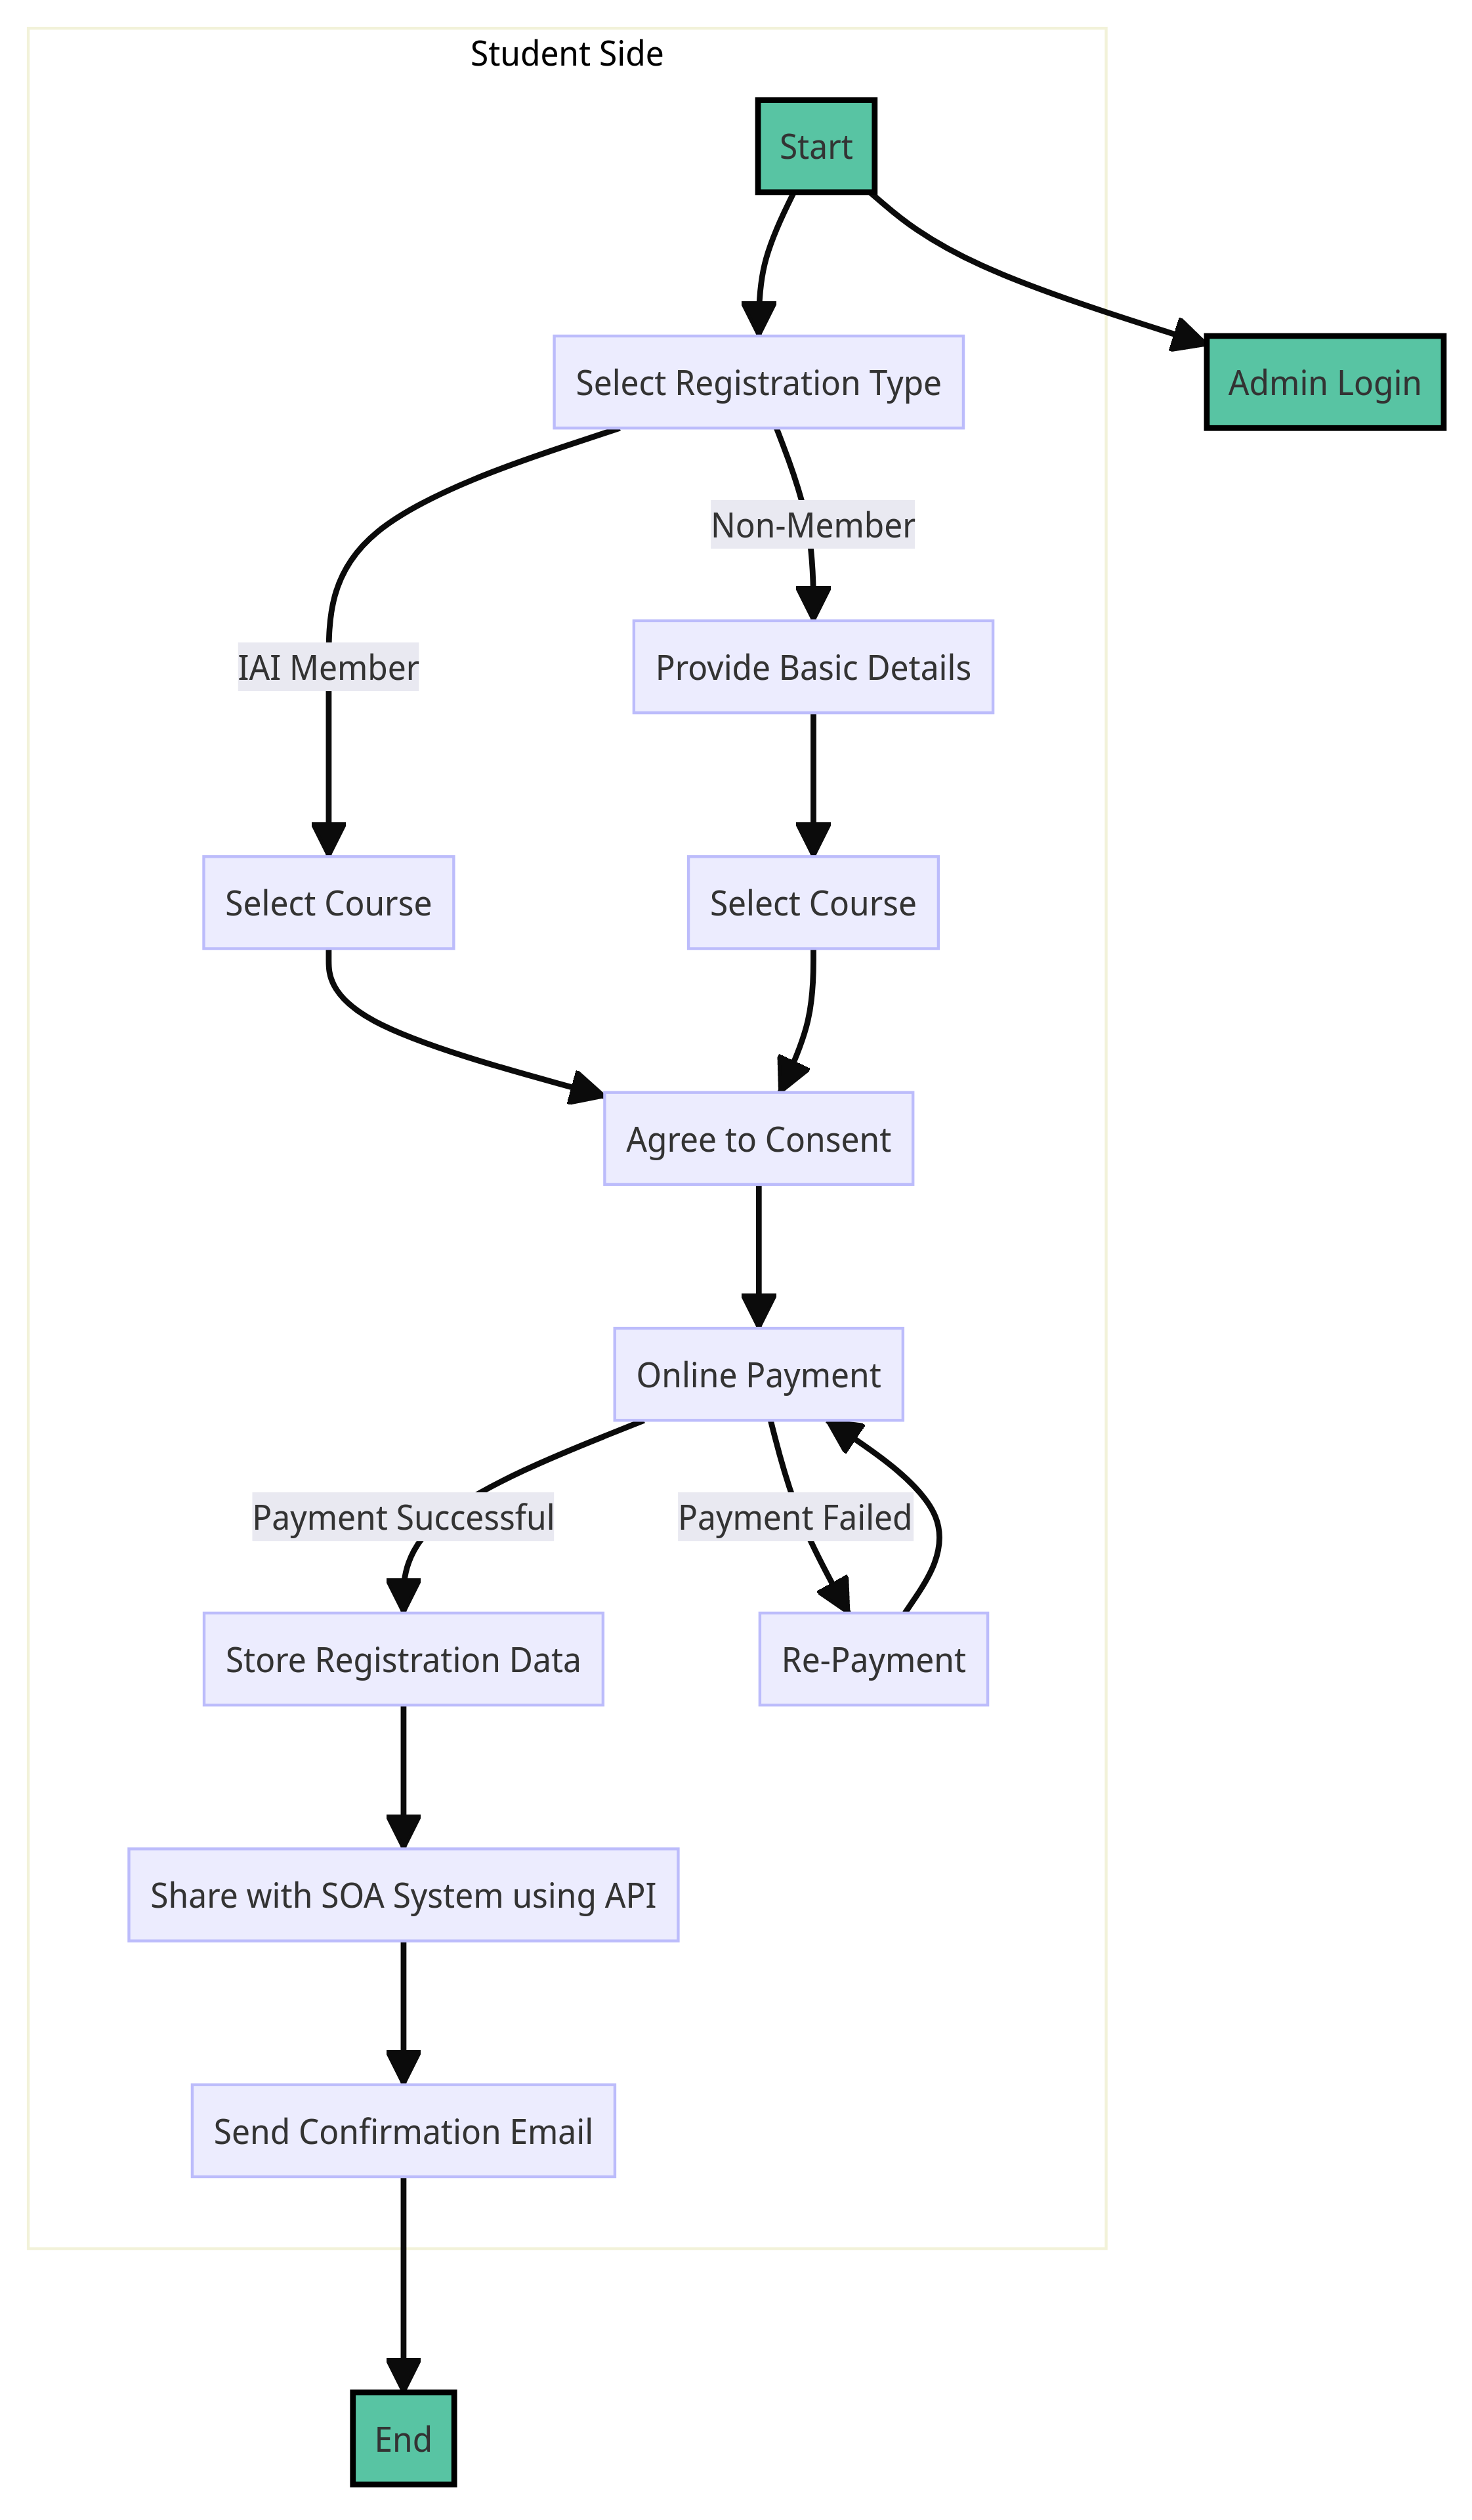 Student Side
Start
Select Registration Type
Admin Login
Non-Member
IAI Member
Provide Basic Details
Select Course
Select Course
Agree to Consent
Online Payment
Payment Successful
Payment Failed
Store Registration Data
Re-Payment
Share with SOA System using API
Send Confirmation Email
End